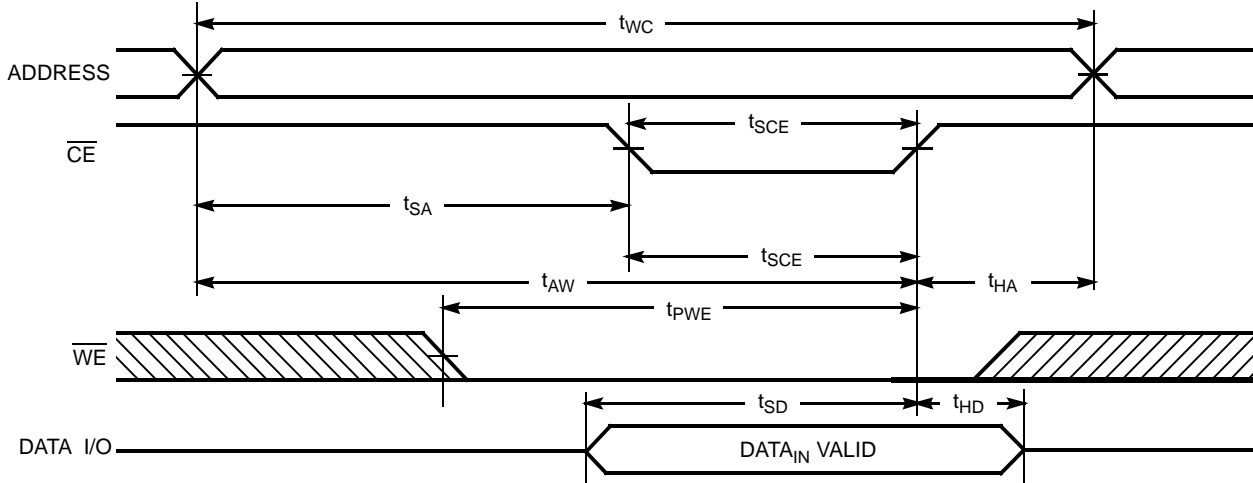 tWC
ADDRESS
tSCE
CE
tSA
tSCE
tAW
tHA
tPWE
WE
tSD
tHD
DATA I/O
DATAIN VALID